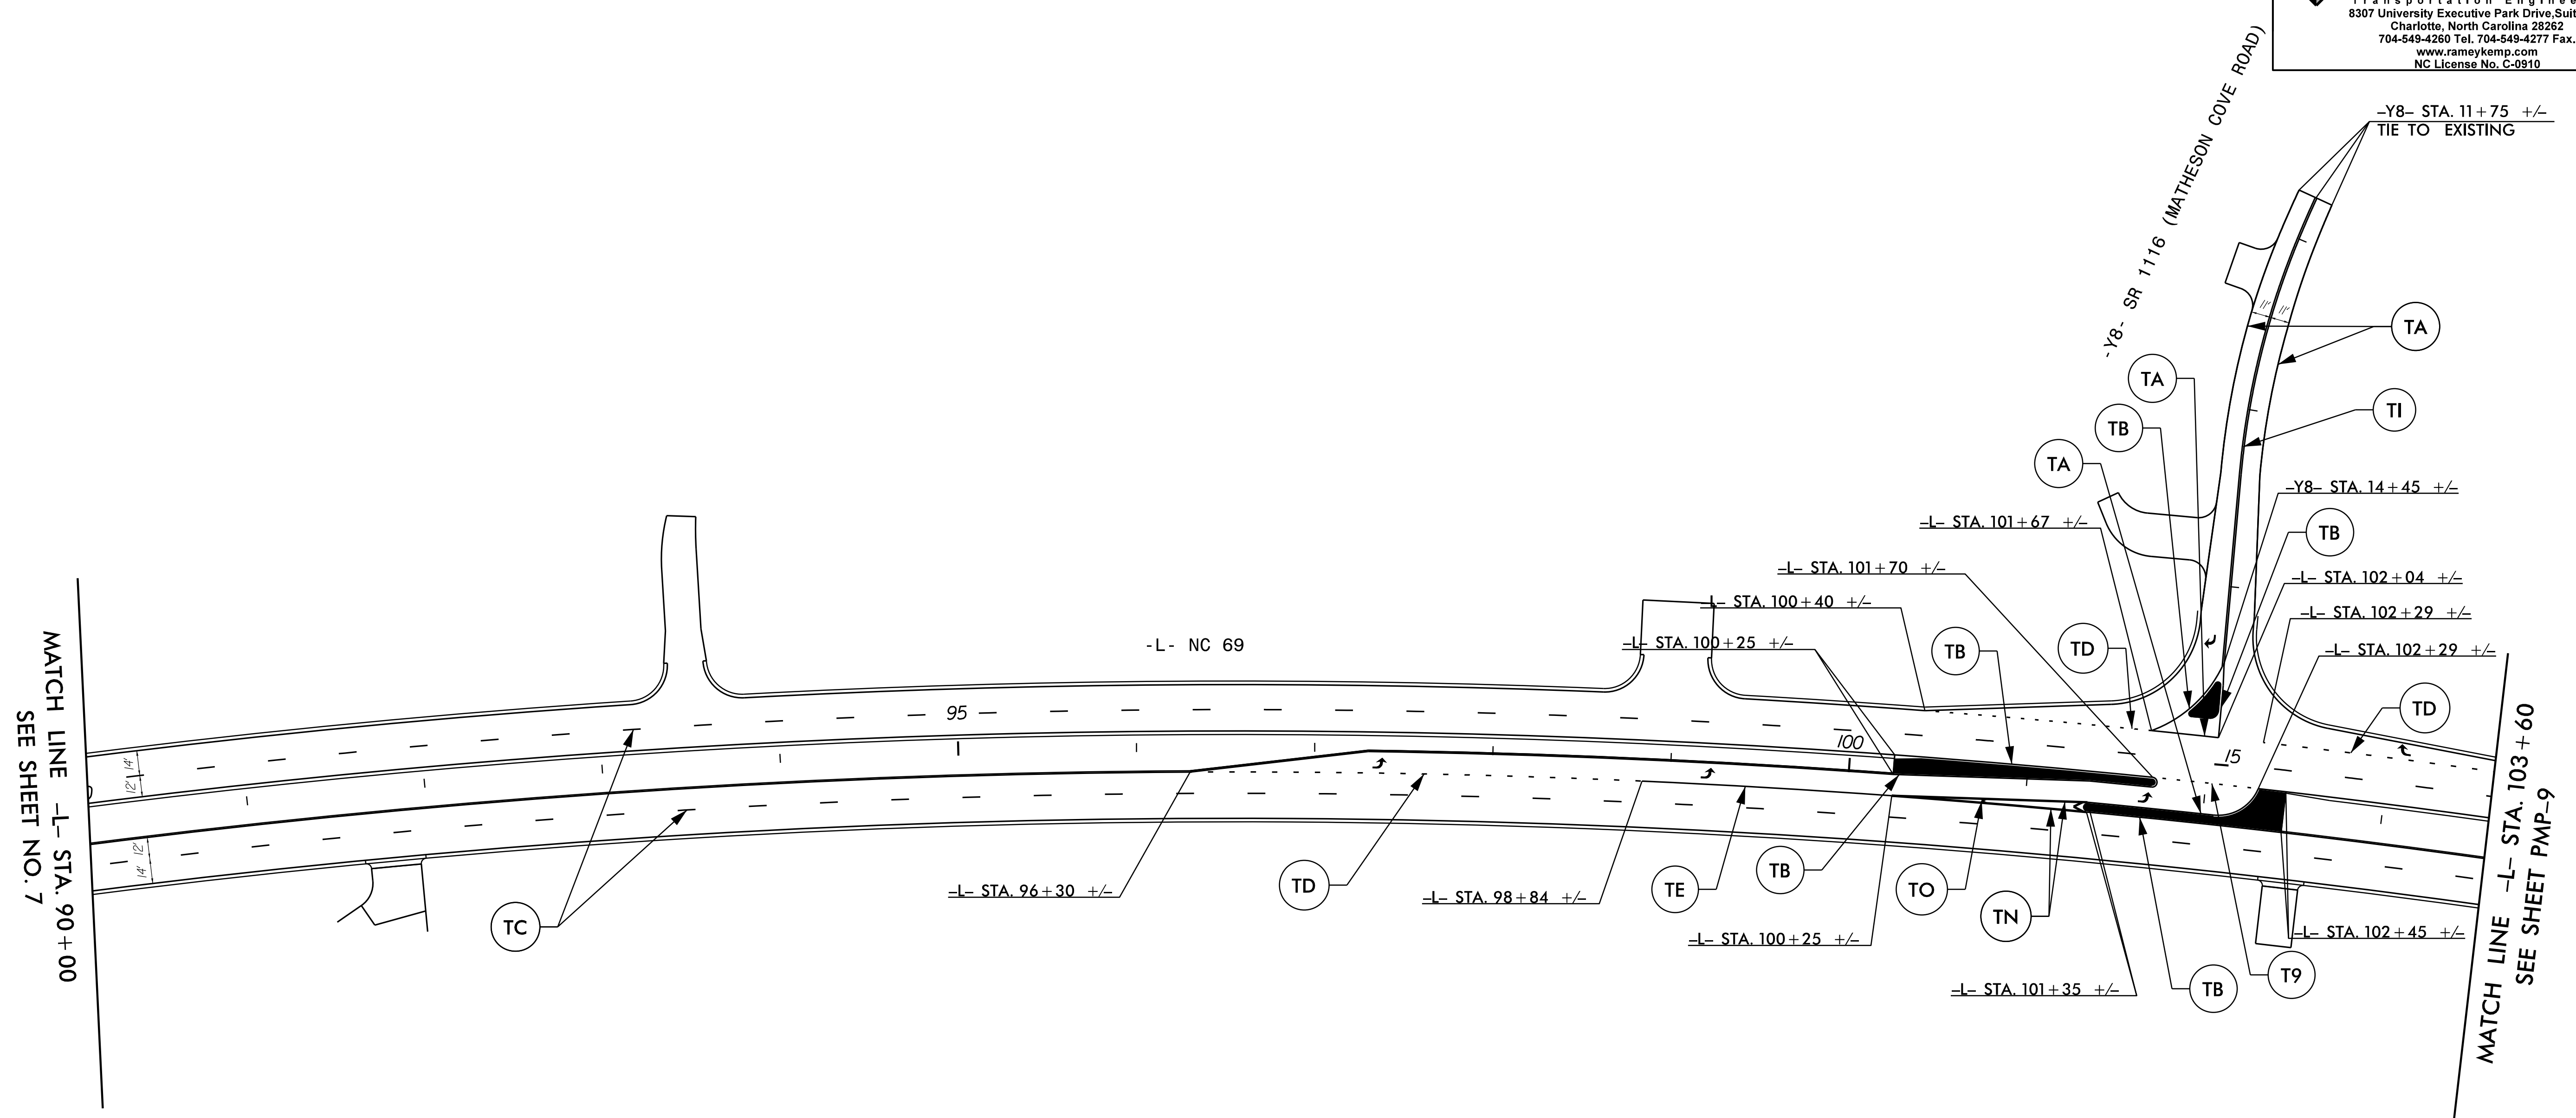 Transportation Enginee
8307 University Executive Park Drive,Suit
Charlotte, North Carolina 28262
704-549-4260 Tel. 704-549-4277 Fax.
www.rameykemp.com
NC License No. C-0910
-Y8- STA. 11+75 +/-
TIE TO EXISTING
-Y8- SR 1116 (MATHESON COVE ROAD)
11'
11'
TA
TA
TI
TB
TA
-Y8- STA. 14+45 +/-
-L- STA. 101+67 +/-
TB
-L- STA. 101+70 +/-
-L- STA. 102+04 +/-
-L- STA. 100+40 +/-
-L- STA. 102+29 +/-
-L- STA. 100+25 +/-
TB
TD
-L- STA. 102+29 +/-
-L- NC 69
TD
95
100
15
14'
12'
12'
14'
MATCH LINE -L- STA. 90+00
SEE SHEET NO. 7
MATCH LINE -L- STA. 103+60
SEE SHEET PMP-9
TC
-L- STA. 96+30 +/-
TD
-L- STA. 98+84 +/-
TE
TB
TO
TN
-L- STA. 100+25 +/-
-L- STA. 102+45 +/-
-L- STA. 101+35 +/-
TB
T9